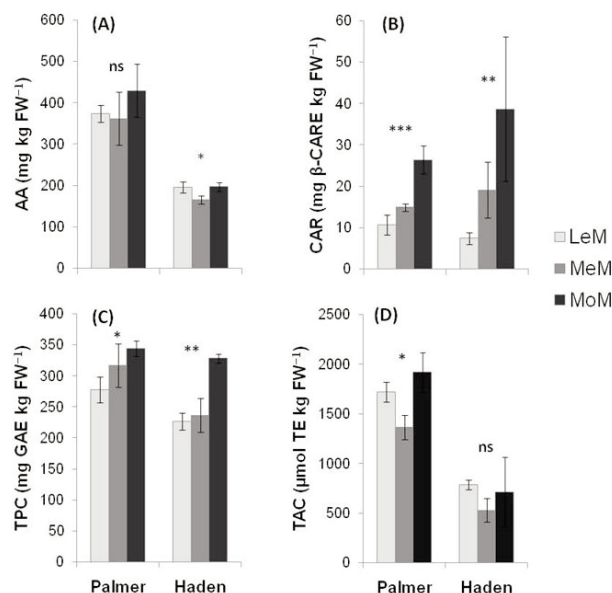 (A)
AA (mg kg FW⁻¹)
600
500
400
300
200
100
0
ns
*
(B)
CAR (mg β-CARE kg FW⁻¹)
60
50
40
30
20
10
0
***
**
LeM
MeM
MoM
(C)
TPC (mg GAE kg FW⁻¹)
400
350
300
250
200
150
100
50
0
*
**
Palmer Haden
(D)
TAC (µmol TE kg FW⁻¹)
2500
2000
1500
1000
500
0
*
ns
Palmer Haden